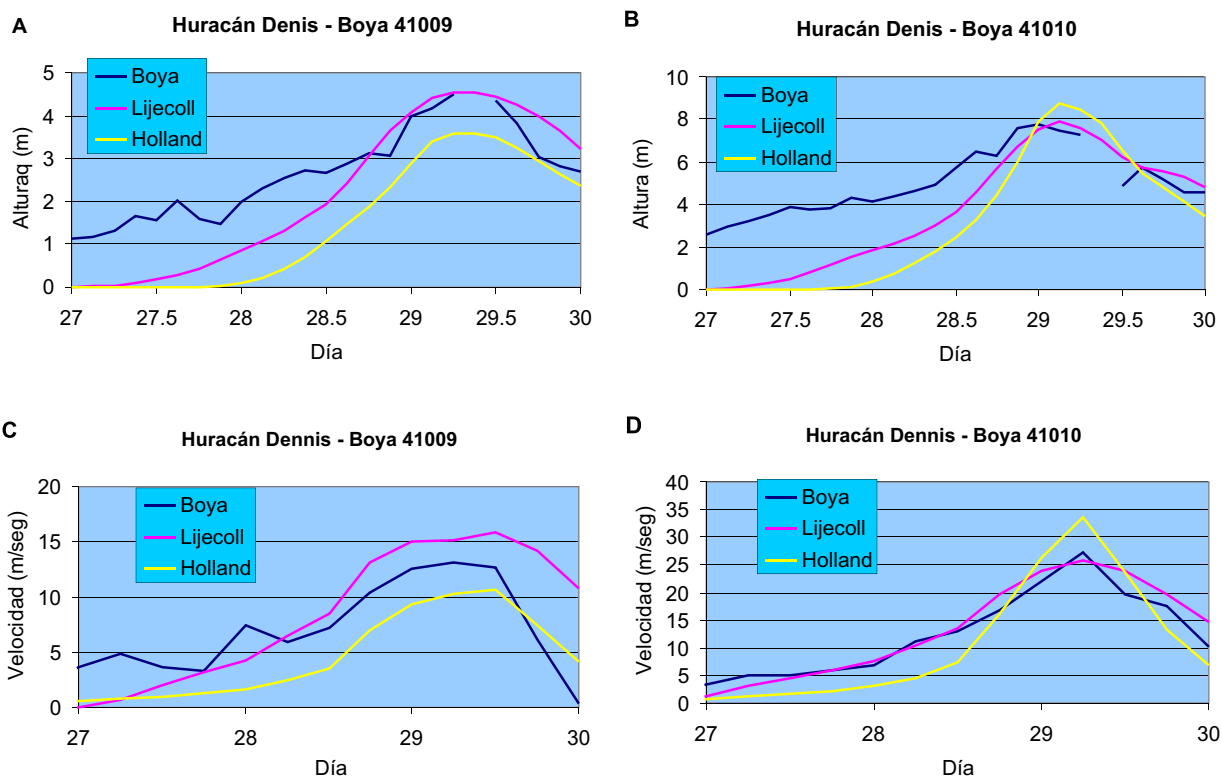 A
Huracán Denis - Boya 41009
Boya
Lijecoll
Holland
Alturaq (m)
5
4
3
2
1
0
27
27.5
28
28.5
29
29.5
30
Día
B
Huracán Denis - Boya 41010
Boya
Lijecoll
Holland
Altura (m)
10
8
6
4
2
0
27
27.5
28
28.5
29
29.5
30
Día
C
Huracán Dennis - Boya 41009
Boya
Lijecoll
Holland
Velocidad (m/seg)
20
15
10
5
0
27
28
29
30
Día
D
Huracán Dennis - Boya 41010
Boya
Lijecoll
Holland
Velocidad (m/seg)
40
35
30
25
20
15
10
5
0
27
28
29
30
Día